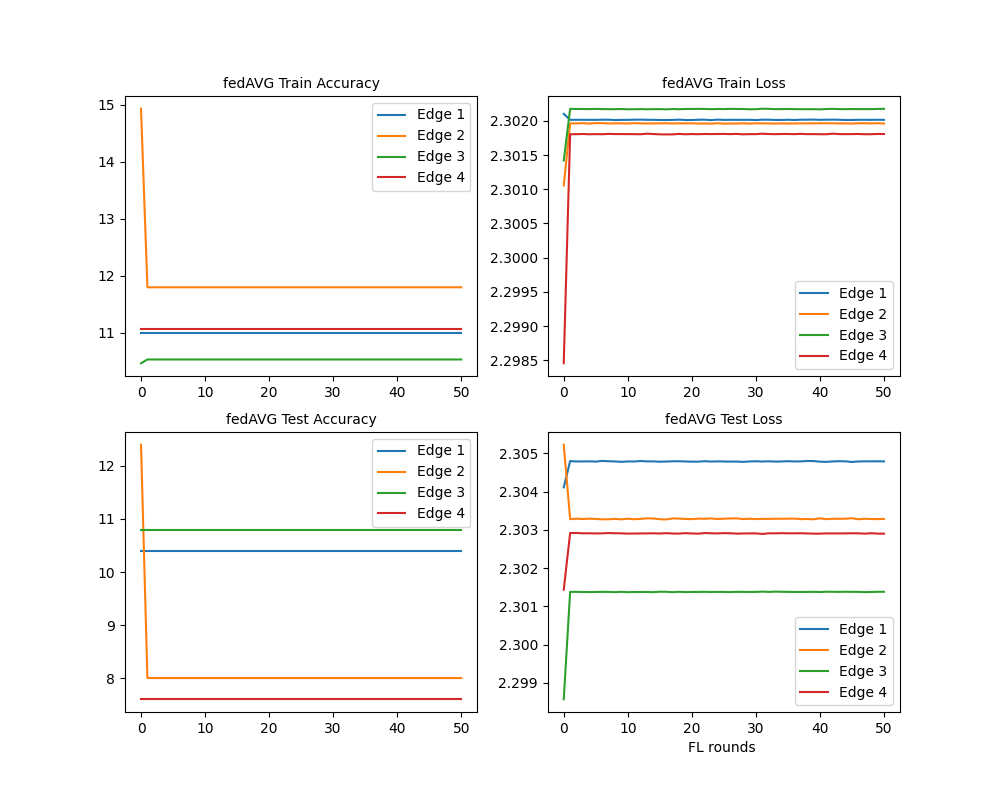 fedAVG Train Accuracy
15
14
13
12
11
0 10 20 30 40 50
Edge 1
Edge 2
Edge 3
Edge 4
fedAVG Train Loss
2.3020
2.3015
2.3010
2.3005
2.3000
2.2995
2.2990
2.2985
0 10 20 30 40 50
Edge 1
Edge 2
Edge 3
Edge 4
fedAVG Test Accuracy
12
11
10
9
8
0 10 20 30 40 50
Edge 1
Edge 2
Edge 3
Edge 4
fedAVG Test Loss
2.305
2.304
2.303
2.302
2.301
2.300
2.299
0 10 20 30 40 50
Edge 1
Edge 2
Edge 3
Edge 4
FL rounds